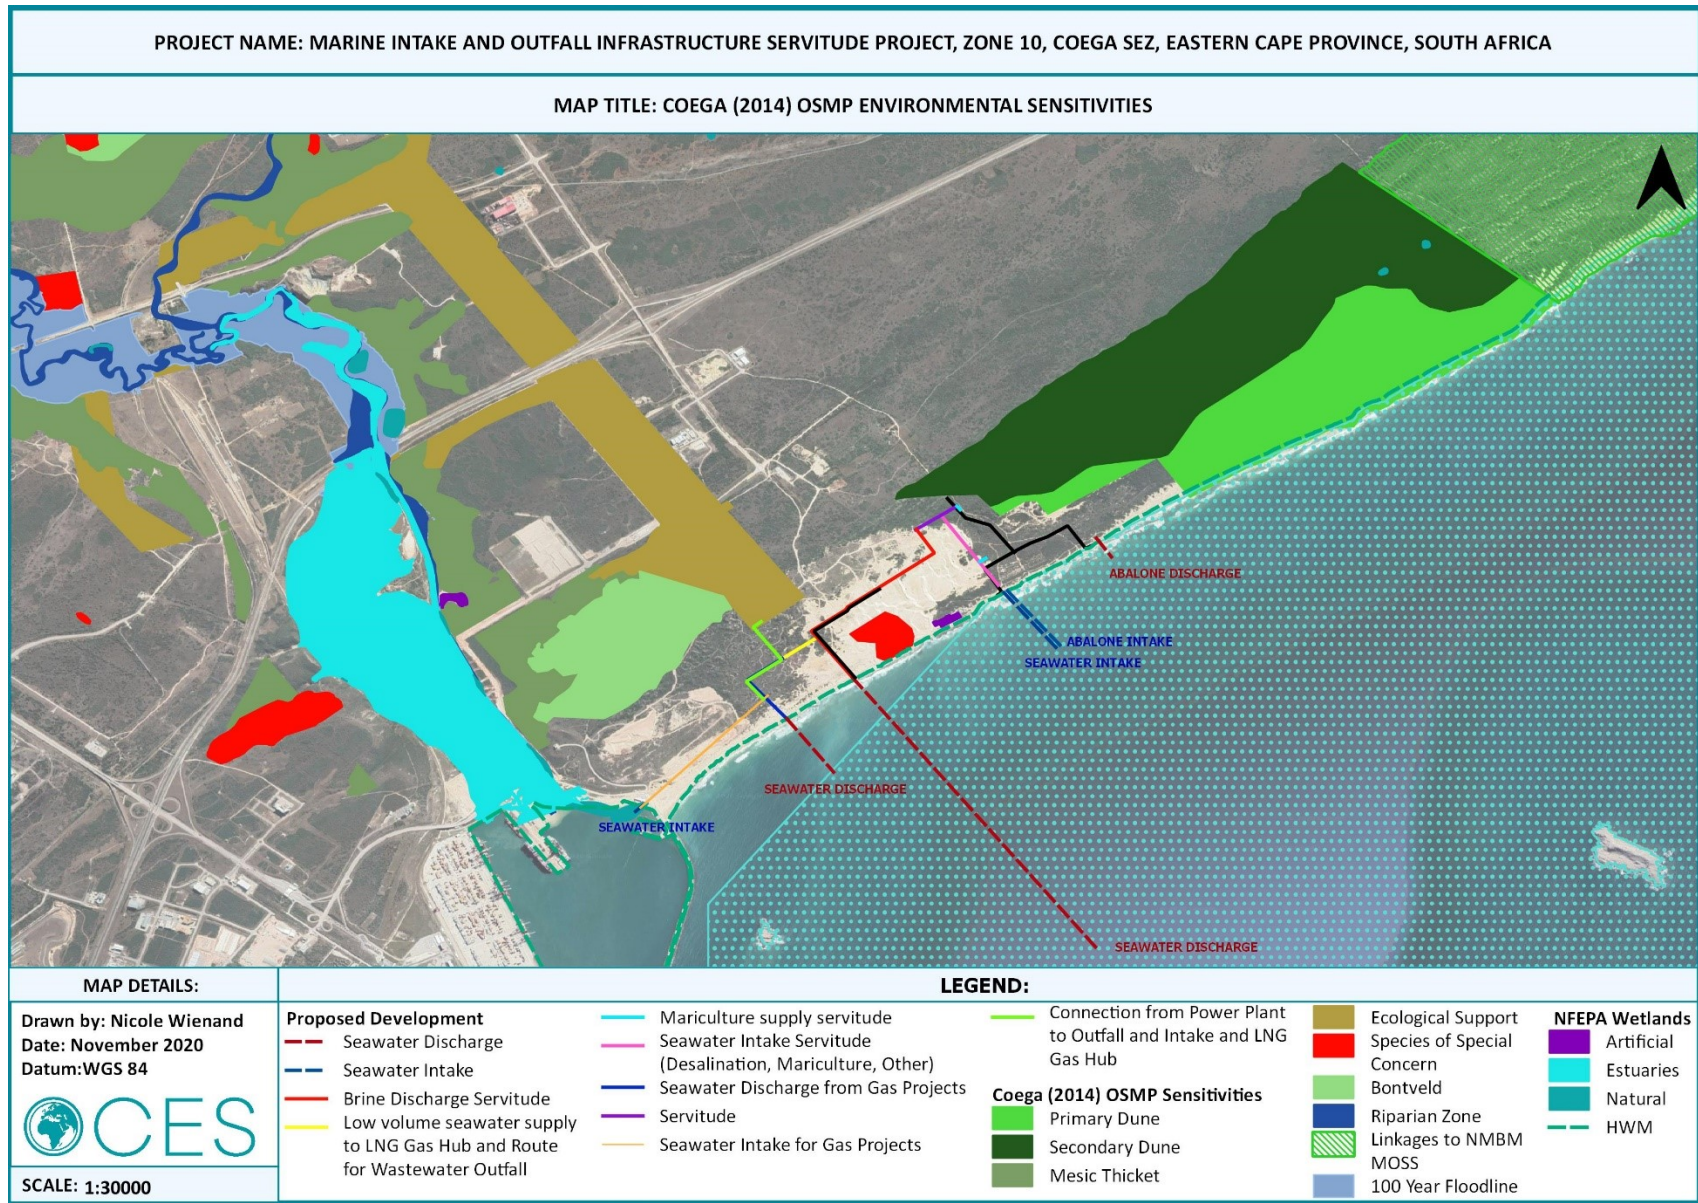 PROJECT NAME: MARINE INTAKE AND OUTFALL INFRASTRUCTURE SERVITUDE PROJECT, ZONE 10, COEGA SEZ, EASTERN CAPE PROVINCE, SOUTH AFRICA
MAP TITLE: COEGA (2014) OSMP ENVIRONMENTAL SENSITIVITIES
ABALONE DISCHARGE
ABALONE INTAKE
SEAWATER INTAKE
SEAWATER DISCHARGE
SEAWATER INTAKE
SEAWATER DISCHARGE
MAP DETAILS:
Drawn by: Nicole Wienand
Date: November 2020
Datum:WGS 84
CES
SCALE: 1:30000
LEGEND:
Proposed Development
Seawater Discharge
Seawater Intake
Brine Discharge Servitude
Low volume seawater supply
to LNG Gas Hub and Route
for Wastewater Outfall
Mariculture supply servitude
Seawater Intake Servitude
(Desalination, Mariculture, Other)
Seawater Discharge from Gas Projects
Servitude
Seawater Intake for Gas Projects
Connection from Power Plant
to Outfall and Intake and LNG
Gas Hub
Coega (2014) OSMP Sensitivities
Primary Dune
Secondary Dune
Mesic Thicket
Ecological Support
Species of Special
Concern
Bontveld
Riparian Zone
Linkages to NMBM
MOSS
100 Year Floodline
NFEPA Wetlands
Artificial
Estuaries
Natural
HWM